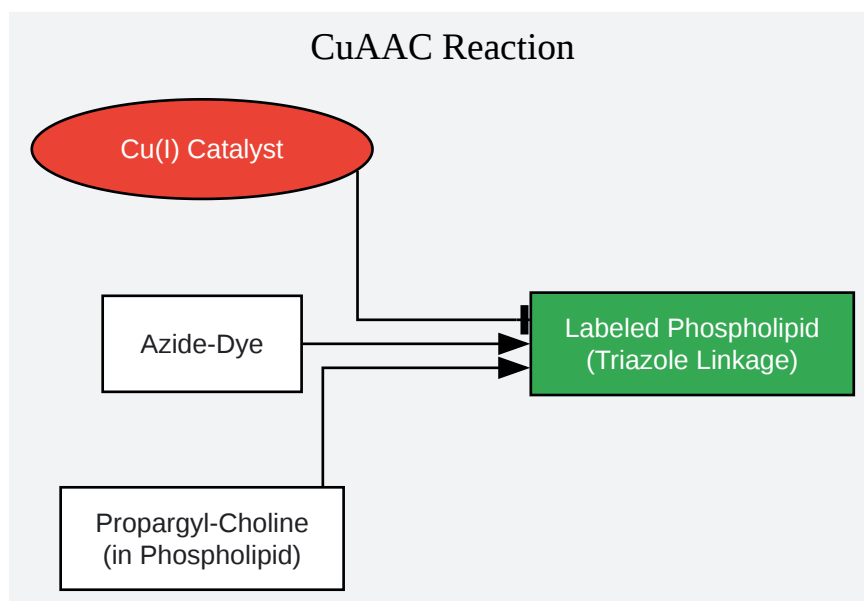 CuAAC Reaction
Cu(I) Catalyst
Azide-Dye
Labeled Phospholipid
(Triazole Linkage)
Propargyl-Choline
(in Phospholipid)